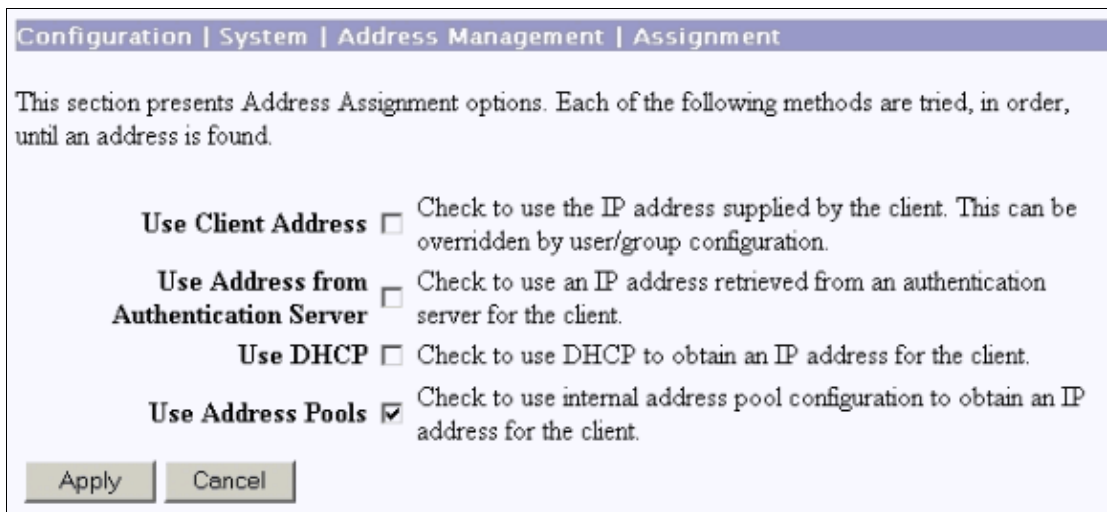 Configuration | System | Address Management | Assignment
This section presents Address Assignment options. Each of the following methods are tried, in order,
until an address is found.
Use Client Address
Check to use the IP address supplied by the client. This can be
overridden by user/group configuration.
Use Address from
Authentication Server
Check to use an IP address retrieved from an authentication
server for the client.
Use DHCP
Check to use DHCP to obtain an IP address for the client.
Use Address Pools
Check to use internal address pool configuration to obtain an IP
address for the client.
Apply
Cancel